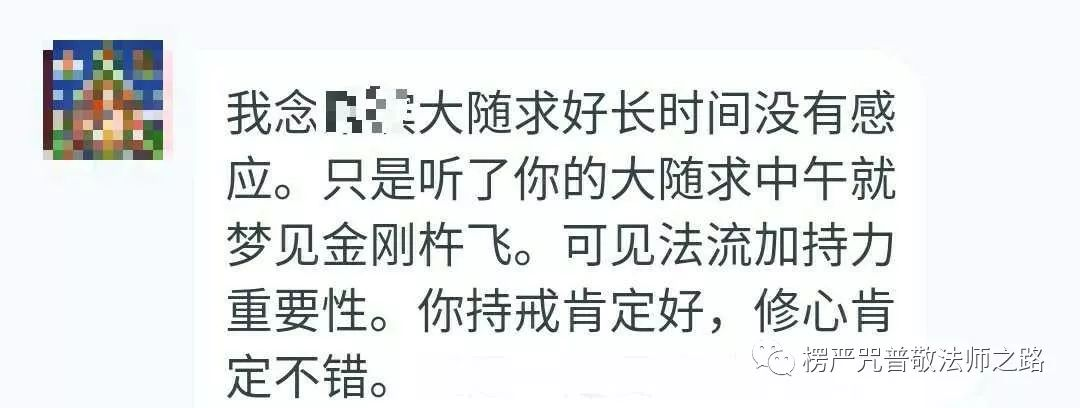 我念大随求好长时间没有感
应。只是听了你的大随求中午就
梦见金刚杵飞。可见法流加持力
重要性。你持戒肯定好，修心肯
定不错。
楞严咒普敬法师之路